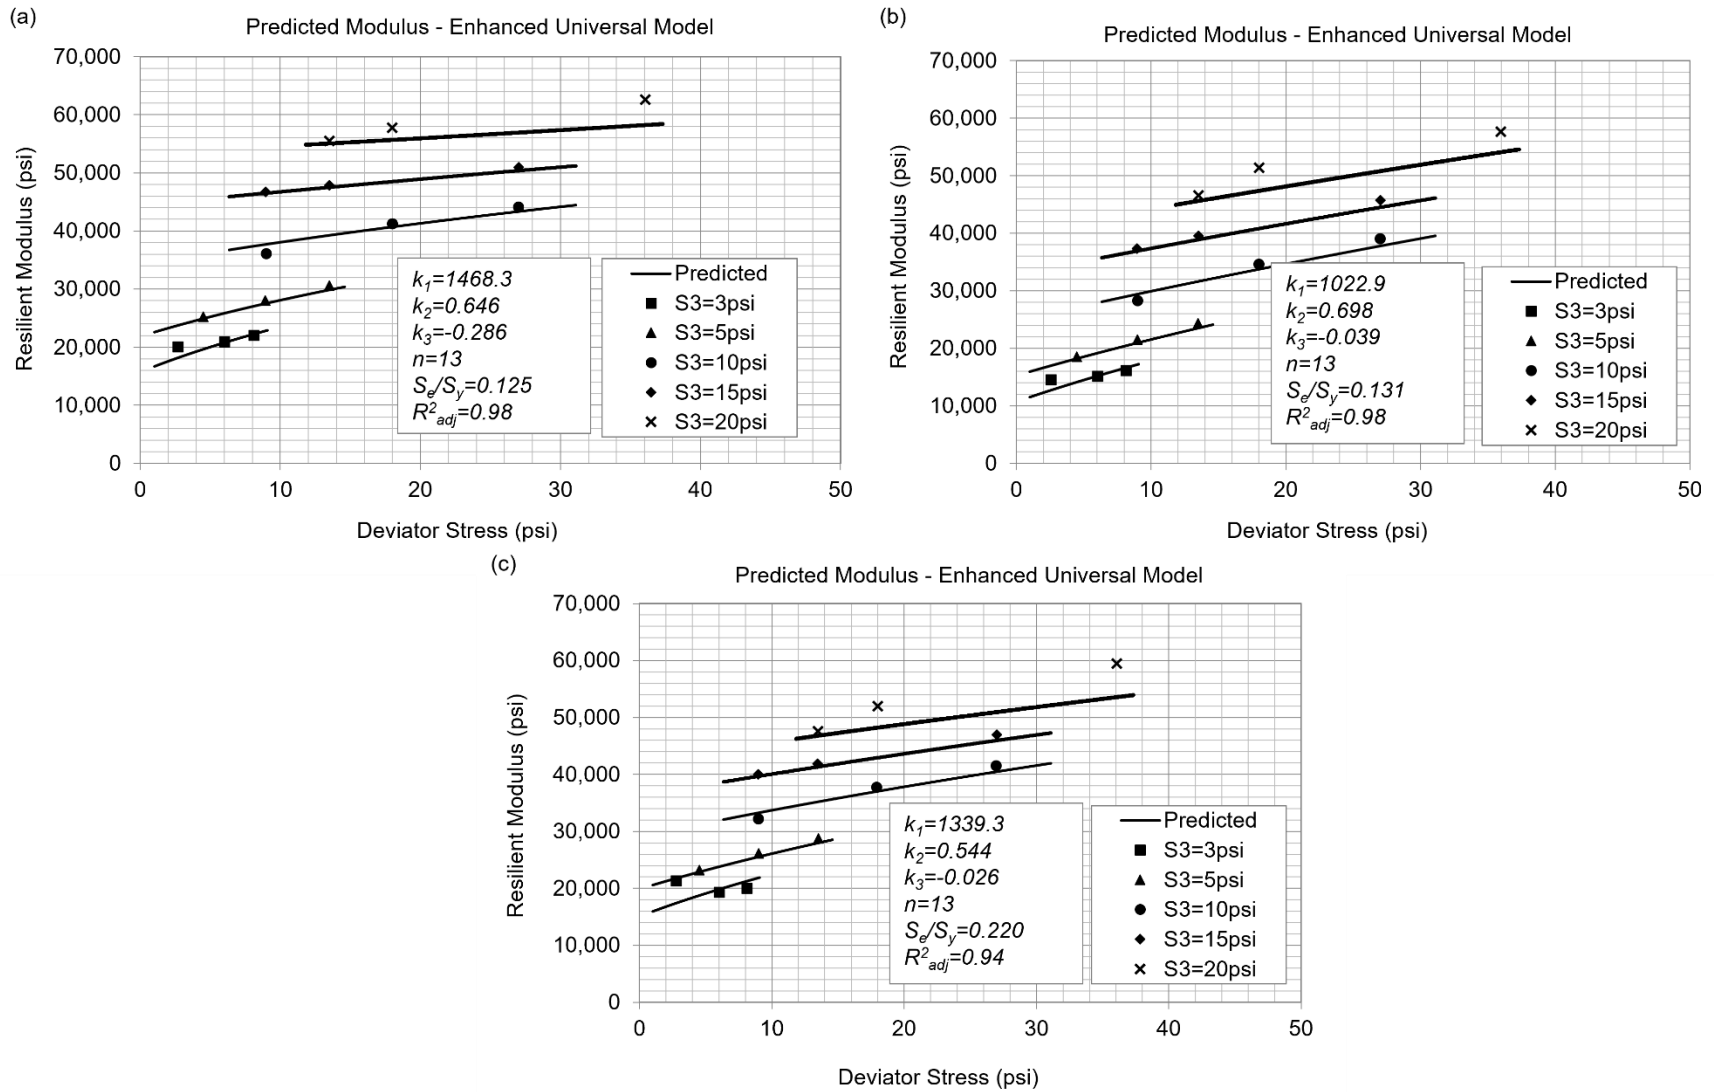 (a)
Predicted Modulus - Enhanced Universal Model
70,000
60,000
50,000
40,000
30,000
20,000
10,000
0
Resilient Modulus (psi)
0 10 20 30 40 50
Deviator Stress (psi)
k1=1468.3
k2=0.646
k3=-0.286
n=13
Se/Sy=0.125
R2adj=0.98
Predicted
S3=3psi
S3=5psi
S3=10psi
S3=15psi
S3=20psi
(b)
Predicted Modulus - Enhanced Universal Model
70,000
60,000
50,000
40,000
30,000
20,000
10,000
0
Resilient Modulus (psi)
0 10 20 30 40 50
Deviator Stress (psi)
k1=1022.9
k2=0.698
k3=-0.039
n=13
Se/Sy=0.131
R2adj=0.98
Predicted
S3=3psi
S3=5psi
S3=10psi
S3=15psi
S3=20psi
(c)
Predicted Modulus - Enhanced Universal Model
70,000
60,000
50,000
40,000
30,000
20,000
10,000
0
Resilient Modulus (psi)
0 10 20 30 40 50
Deviator Stress (psi)
k1=1339.3
k2=0.544
k3=-0.026
n=13
Se/Sy=0.220
R2adj=0.94
Predicted
S3=3psi
S3=5psi
S3=10psi
S3=15psi
S3=20psi